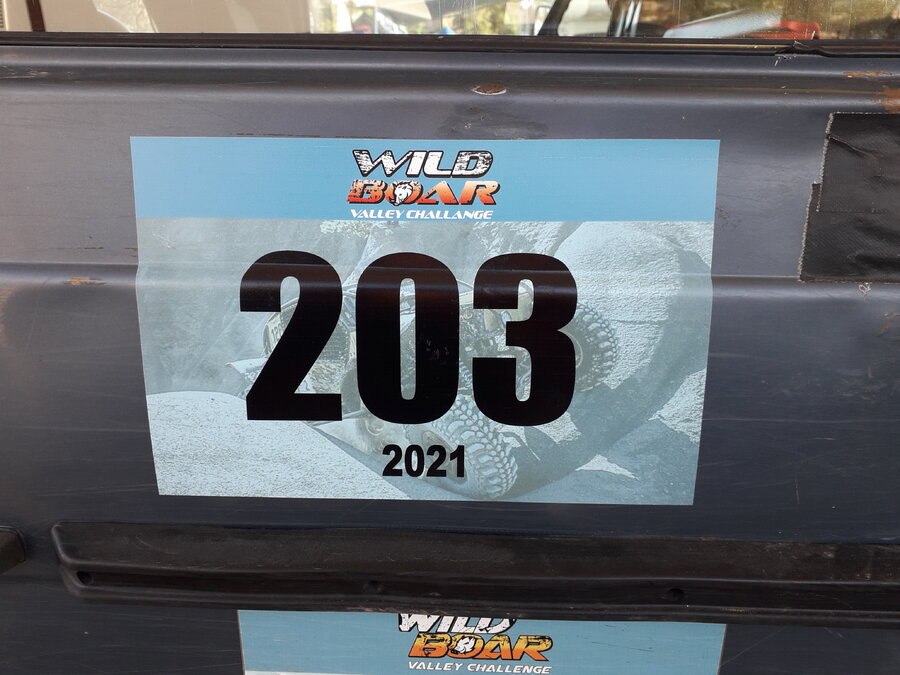 WILD
BOAR
VALLEY CHALLANGE
203
2021
WILD
BOAR
VALLEY CHALLENGE